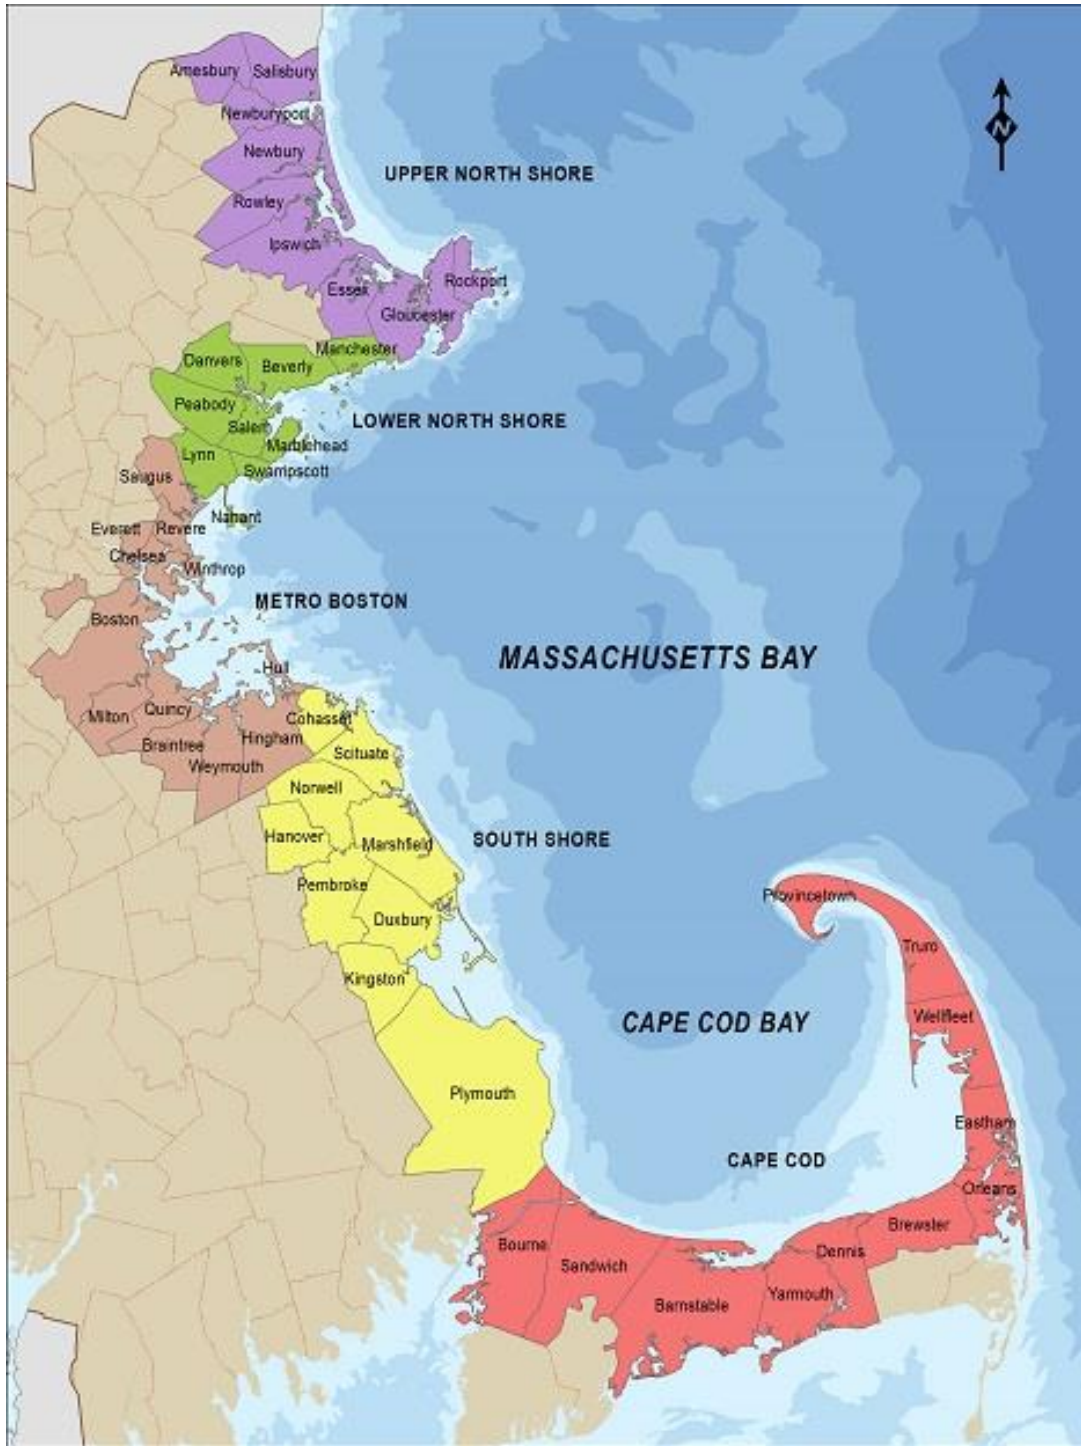 Amesbury
Salisbury
Newburyport
Newbury
N
UPPER NORTH SHORE
Rowley
Ipswich
Rockport
Essex
Gloucester
Manchester
Danvers
Beverly
Peabody
LOWER NORTH SHORE
Salem
Marblehead
Lynn
Swampscott
Saugus
Nahant
Everett
Revere
Chelsea
Winthrop
METRO BOSTON
Boston
MASSACHUSETTS BAY
Hull
Milton
Quincy
Cohasset
Braintree
Hingham
Scituate
Weymouth
Norwell
Hanover
Marshfield
SOUTH SHORE
Pembroke
Provincetown
Duxbury
Truro
Kingston
Wellfleet
CAPE COD BAY
Plymouth
Eastham
CAPE COD
Orleans
Brewster
Bourne
Dennis
Sandwich
Yarmouth
Barnstable